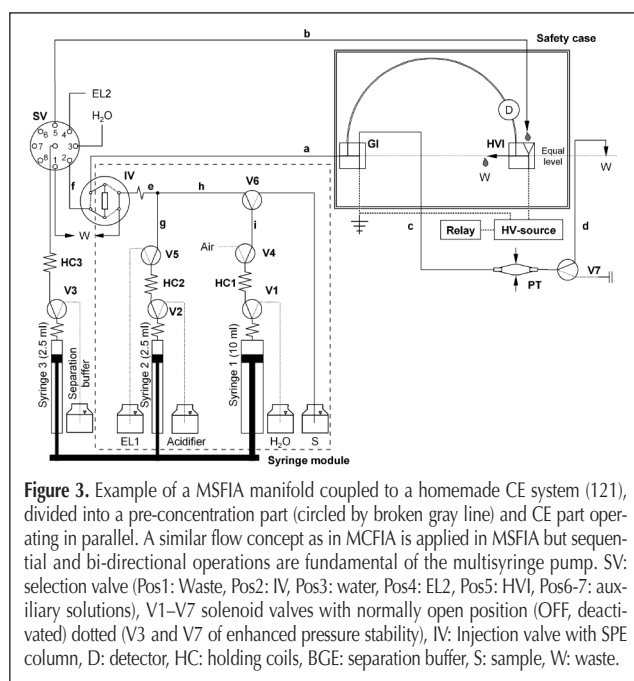 b
Safety case
EL2
H₂O
SV
5
6
4
7
3
8
1
2
D
GI
HVI
Equal level
a
W
W
IV
f
e
h
V6
g
i
W
V5
Air
V4
c
d
Relay
HV-source
HC3
HC2
HC1
PT
V7
V3
V2
V1
Syringe 3 (2.5 ml)
Separation buffer
Syringe 2 (2.5 ml)
Syringe 1 (10 ml)
EL1
Acidifier
H₂O
S
Syringe module
Figure 3. Example of a MSFIA manifold coupled to a homemade CE system (121),
divided into a pre-concentration part (circled by broken gray line) and CE part oper-
ating in parallel. A similar flow concept as in MCFIA is applied in MSFIA but sequen-
tial and bi-directional operations are fundamental of the multisyringe pump. SV:
selection valve (Pos1: Waste, Pos2: IV, Pos3: water, Pos4: EL2, Pos5: HVI, Pos6-7: aux-
iliary solutions), V1–V7 solenoid valves with normally open position (OFF, deacti-
vated) dotted (V3 and V7 of enhanced pressure stability), IV: Injection valve with SPE
column, D: detector, HC: holding coils, BGE: separation buffer, S: sample, W: waste.